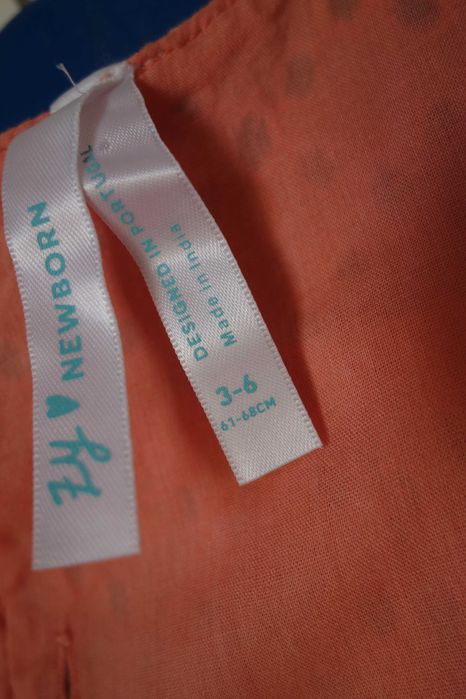 Zy ♥ NEWBORN
DESIGNED IN PORTUGAL
Made in India
3-6
61-68CM